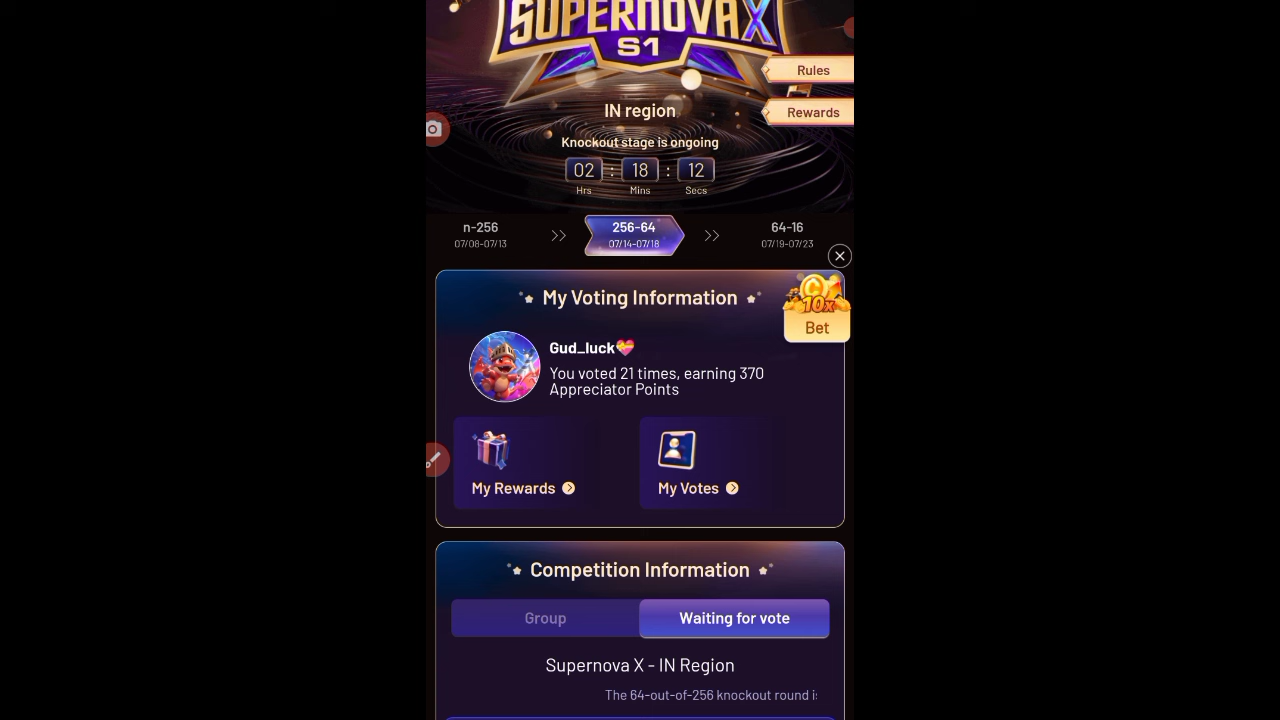 SUPERNOVA X
S1
Rules
IN region
Rewards
Knockout stage is ongoing
02 : 18 : 12
Hrs Mins Secs
n-256 256-64 64-16
07/08-07/13 07/14-07/18 07/19-07/23
My Voting Information
10x
Bet
Gud_luck💝
You voted 21 times, earning 370
Appreciator Points
My Rewards My Votes
Competition Information
Group Waiting for vote
Supernova X - IN Region
The 64-out-of-256 knockout round is